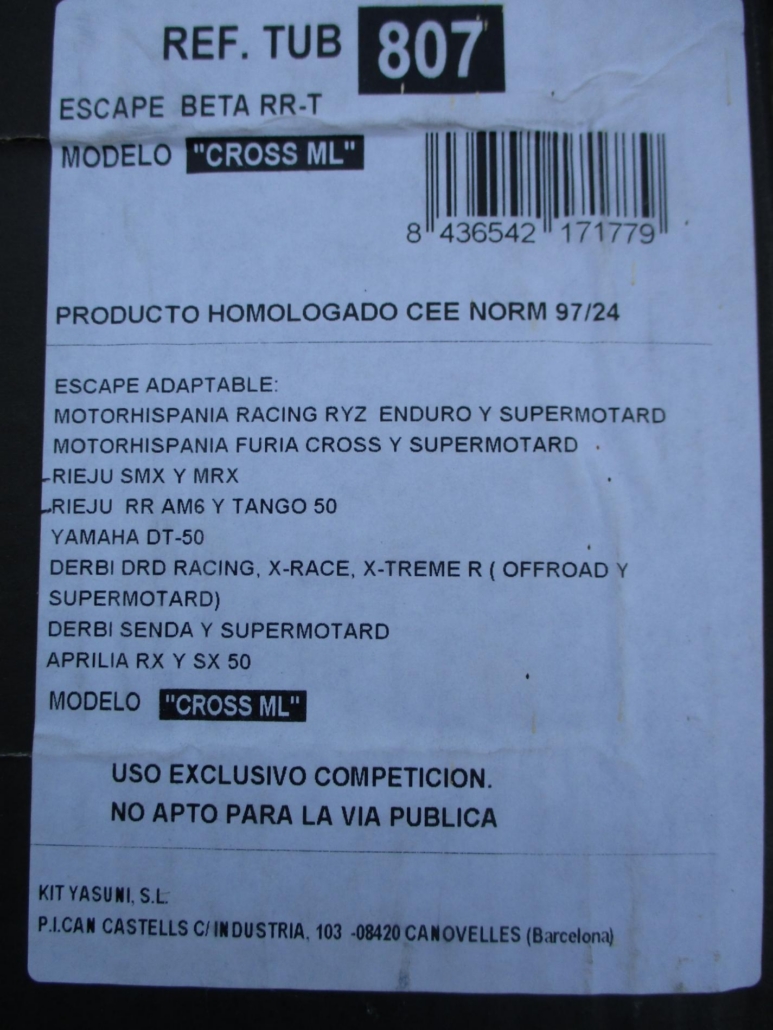 REF. TUB 807
ESCAPE BETA RR-T
MODELO "CROSS ML"
8 436542 171779
PRODUCTO HOMOLOGADO CEE NORM 97/24
ESCAPE ADAPTABLE:
MOTORHISPANIA RACING RYZ ENDURO Y SUPERMOTARD
MOTORHISPANIA FURIA CROSS Y SUPERMOTARD
RIEJU SMX Y MRX
RIEJU RR AM6 Y TANGO 50
YAMAHA DT-50
DERBI DRD RACING, X-RACE, X-TREME R ( OFFROAD Y
SUPERMOTARD)
DERBI SENDA Y SUPERMOTARD
APRILIA RX Y SX 50
MODELO "CROSS ML"
USO EXCLUSIVO COMPETICION.
NO APTO PARA LA VIA PUBLICA
KIT YASUNI, S.L.
P.I.CAN CASTELLS C/ INDUSTRIA, 103 -08420 CANOVELLES (Barcelona)